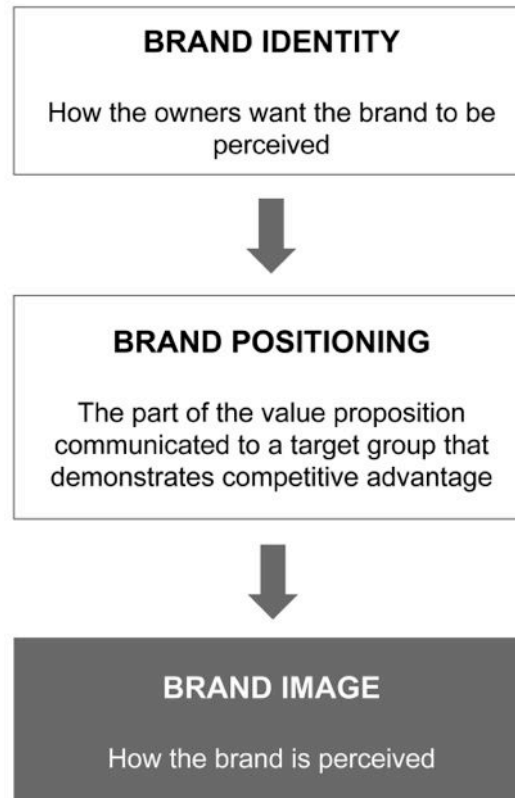 BRAND IDENTITY
How the owners want the brand to be
perceived
BRAND POSITIONING
The part of the value proposition
communicated to a target group that
demonstrates competitive advantage
BRAND IMAGE
How the brand is perceived